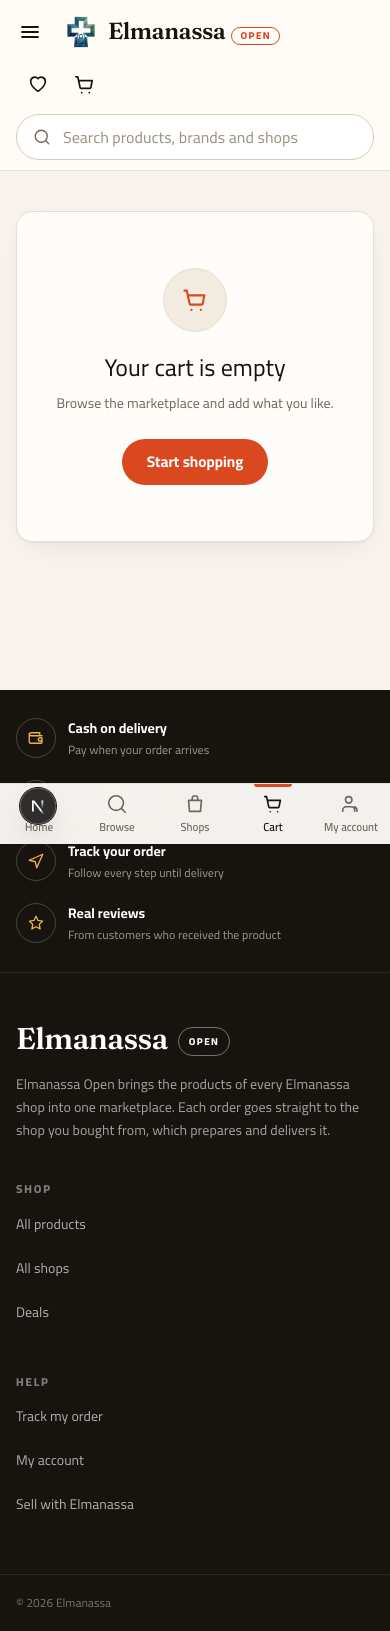 Elmanassa OPEN
Search products, brands and shops
Your cart is empty
Browse the marketplace and add what you like.
Start shopping
Cash on delivery
Pay when your order arrives
N
Home
Browse
Shops
Cart
My account
Track your order
Follow every step until delivery
Real reviews
From customers who received the product
Elmanassa OPEN
Elmanassa Open brings the products of every Elmanassa
shop into one marketplace. Each order goes straight to the
shop you bought from, which prepares and delivers it.
SHOP
All products
All shops
Deals
HELP
Track my order
My account
Sell with Elmanassa
© 2026 Elmanassa